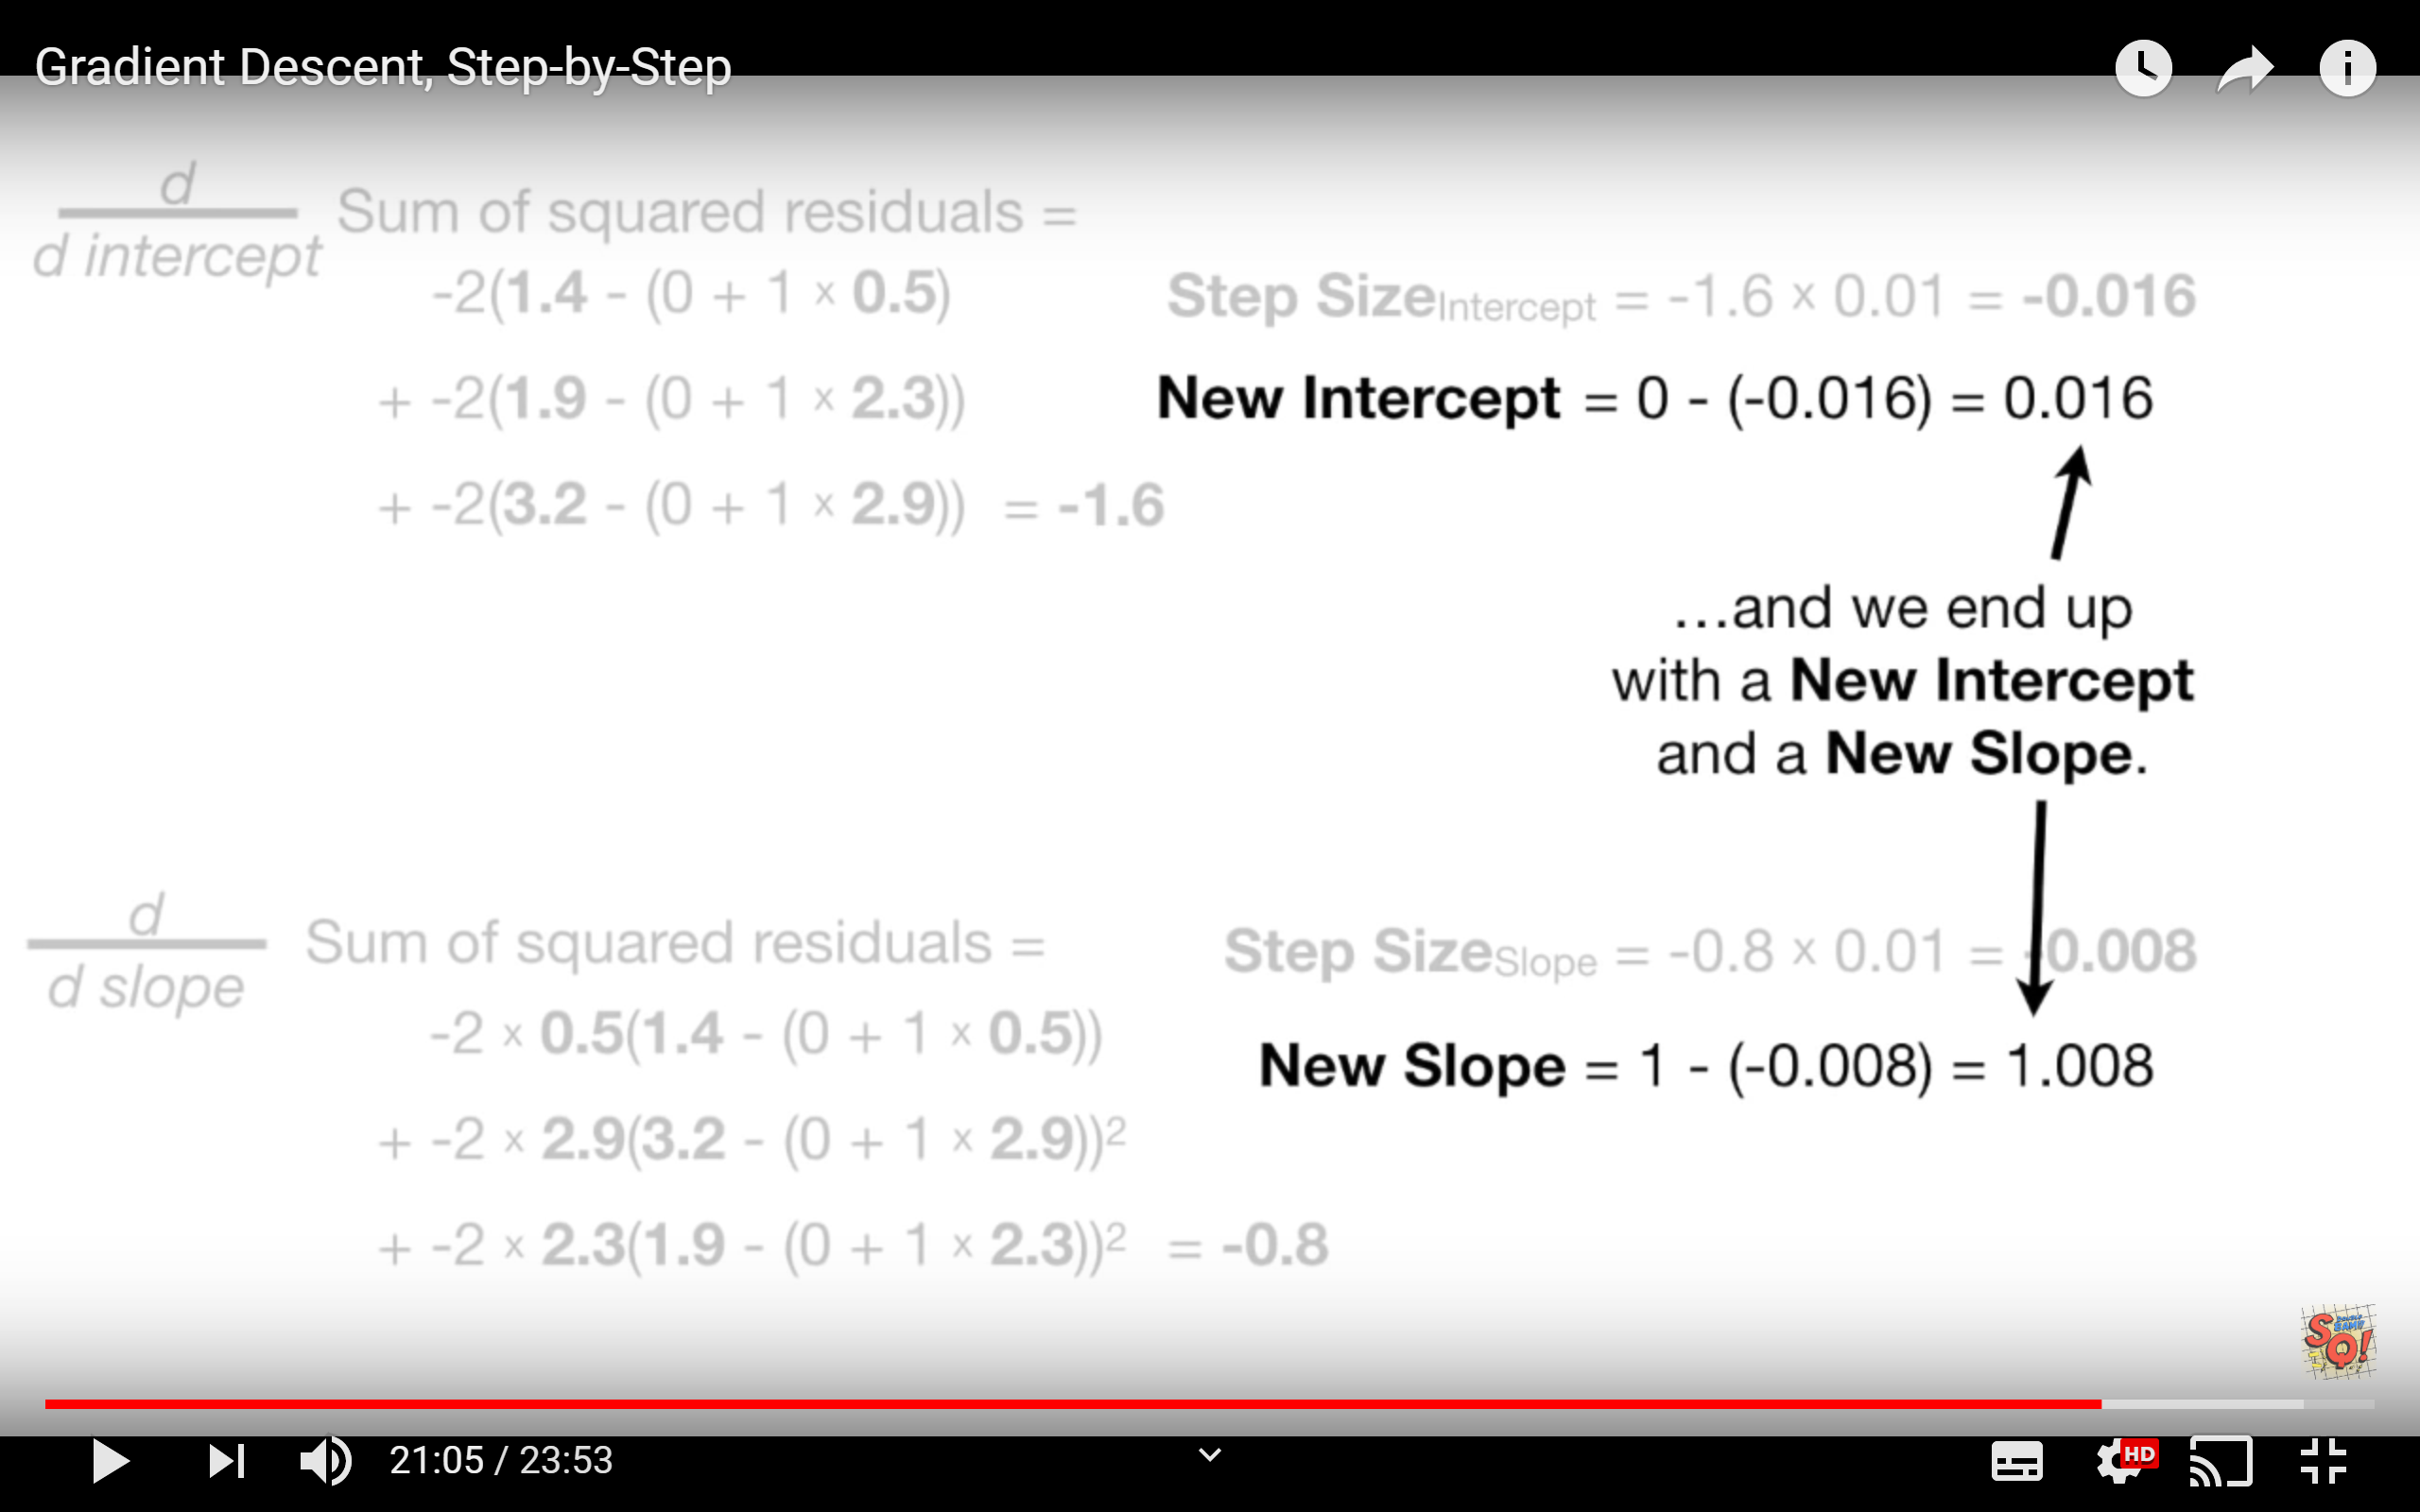 Gradient Descent, Step-by-Step
d
d intercept
Sum of squared residuals =
-2(1.4 - (0 + 1 × 0.5)
+ -2(1.9 - (0 + 1 × 2.3))
+ -2(3.2 - (0 + 1 × 2.9)) = -1.6
Step Size Intercept = -1.6 × 0.01 = -0.016
New Intercept = 0 - (-0.016) = 0.016
…and we end up
with a New Intercept
and a New Slope.
d
d slope
Sum of squared residuals =
-2 × 0.5(1.4 - (0 + 1 × 0.5))
+ -2 × 2.9(3.2 - (0 + 1 × 2.9))²
+ -2 × 2.3(1.9 - (0 + 1 × 2.3))² = -0.8
Step Size Slope = -0.8 × 0.01 = -0.008
New Slope = 1 - (-0.008) = 1.008
SQ!
21:05 / 23:53
HD